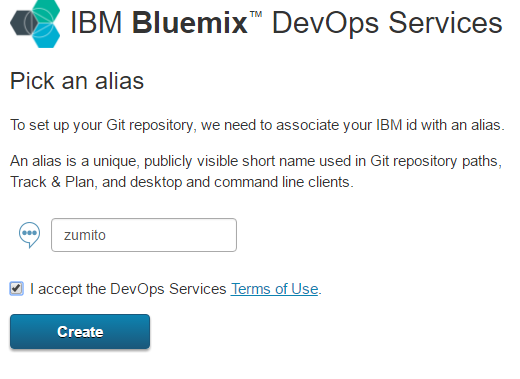 IBM Bluemix™ DevOps Services
Pick an alias
To set up your Git repository, we need to associate your IBM id with an alias.
An alias is a unique, publicly visible short name used in Git repository paths,
Track & Plan, and desktop and command line clients.
zumito
I accept the DevOps Services Terms of Use.
Create